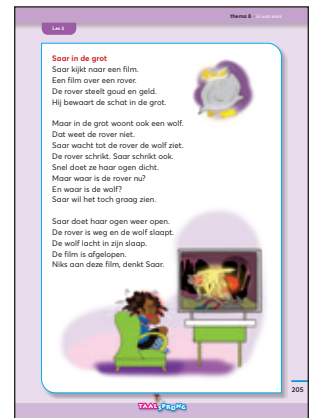 thema 8 • Er was eens
Les 2
Saar in de grot
Saar kijkt naar een film.
Een film over een rover.
De rover steelt goud en geld.
Hij bewaart de schat in de grot.
Maar in de grot woont ook een wolf.
Dat weet de rover niet.
Saar wacht tot de rover de wolf ziet.
De rover schrikt. Saar schrikt ook.
Snel doet ze haar ogen dicht.
Maar waar is de rover nu?
En waar is de wolf?
Saar wil het toch graag zien.
Saar doet haar ogen weer open.
De rover is weg en de wolf slaapt.
De wolf lacht in zijn slaap.
De film is afgelopen.
Niks aan deze film, denkt Saar.
205
TAALSPRONG